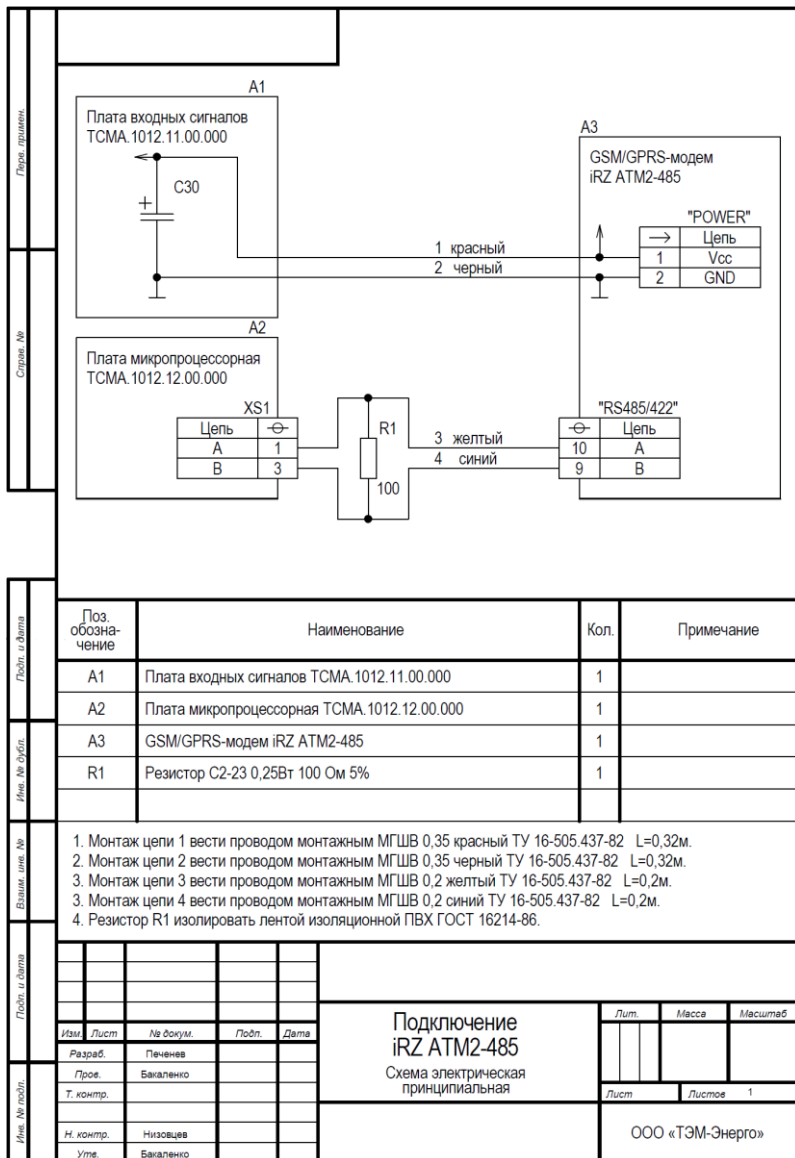 Перв. примен.
Справ. №
A1
Плата входных сигналов
ТСМА.1012.11.00.000
C30
+
1 красный
2 черный
A3
GSM/GPRS-модем
iRZ ATM2-485
"POWER"
Цепь
1 Vcc
2 GND
A2
Плата микропроцессорная
ТСМА.1012.12.00.000
XS1
Цепь
A 1
B 3
R1
100
3 желтый
4 синий
"RS485/422"
Цепь
10 A
9 B
Подп. и дата
Инв. № дубл.
Взаим. инв. №
Подп. и дата
Инв. № подл.
Поз. обозна- чение Наименование Кол. Примечание
A1 Плата входных сигналов ТСМА.1012.11.00.000 1
A2 Плата микропроцессорная ТСМА.1012.12.00.000 1
A3 GSM/GPRS-модем iRZ ATM2-485 1
R1 Резистор С2-23 0,25Вт 100 Ом 5% 1
1. Монтаж цепи 1 вести проводом монтажным МГШВ 0,35 красный ТУ 16-505.437-82 L=0,32м.
2. Монтаж цепи 2 вести проводом монтажным МГШВ 0,35 черный ТУ 16-505.437-82 L=0,32м.
3. Монтаж цепи 3 вести проводом монтажным МГШВ 0,2 желтый ТУ 16-505.437-82 L=0,2м.
3. Монтаж цепи 4 вести проводом монтажным МГШВ 0,2 синий ТУ 16-505.437-82 L=0,2м.
4. Резистор R1 изолировать лентой изоляционной ПВХ ГОСТ 16214-86.
Изм. Лист № докум. Подп. Дата
Разраб. Печенев
Пров. Бакаленко
Т. контр.
Н. контр. Низовцев
Утв. Бакаленко
Подключение
iRZ ATM2-485
Схема электрическая
принципиальная
Лит. Масса Масштаб
Лист Листов 1
ООО «ТЭМ-Энерго»